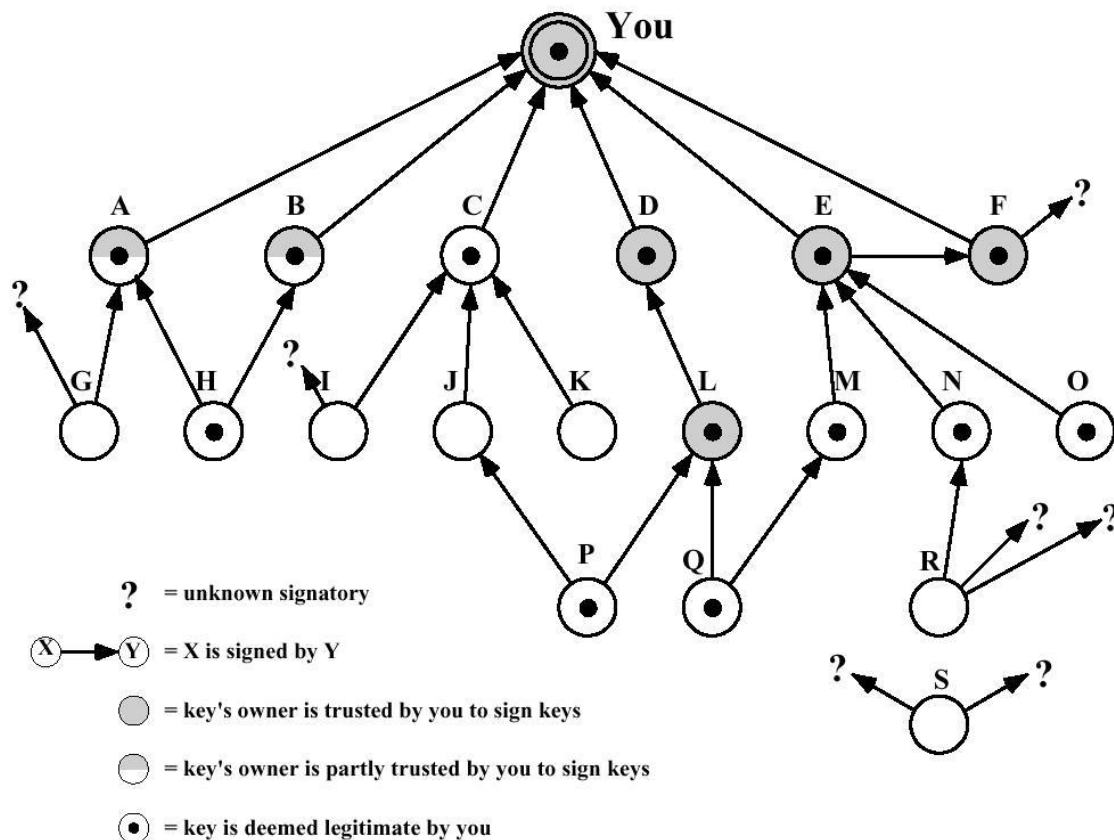 You
A B C D E F ?
?
?
G H I J K L M N O
? ?
P Q R
? = unknown signatory
X Y = X is signed by Y
? S ?
= key's owner is trusted by you to sign keys
= key's owner is partly trusted by you to sign keys
= key is deemed legitimate by you